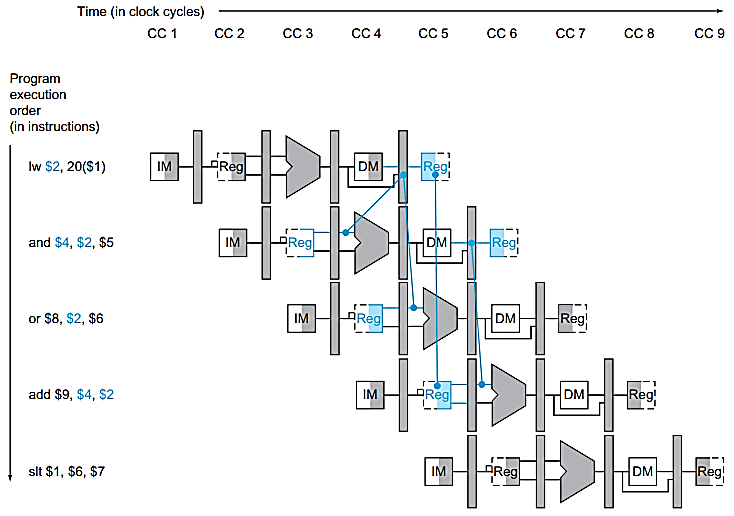 Time (in clock cycles)
CC 1 CC 2 CC 3 CC 4 CC 5 CC 6 CC 7 CC 8 CC 9
Program
execution
order
(in instructions)
lw $2, 20($1) IM Reg DM Reg
and $4, $2, $5 IM Reg DM Reg
or $8, $2, $6 IM Reg DM Reg
add $9, $4, $2 IM Reg DM Reg
slt $1, $6, $7 IM Reg DM Reg